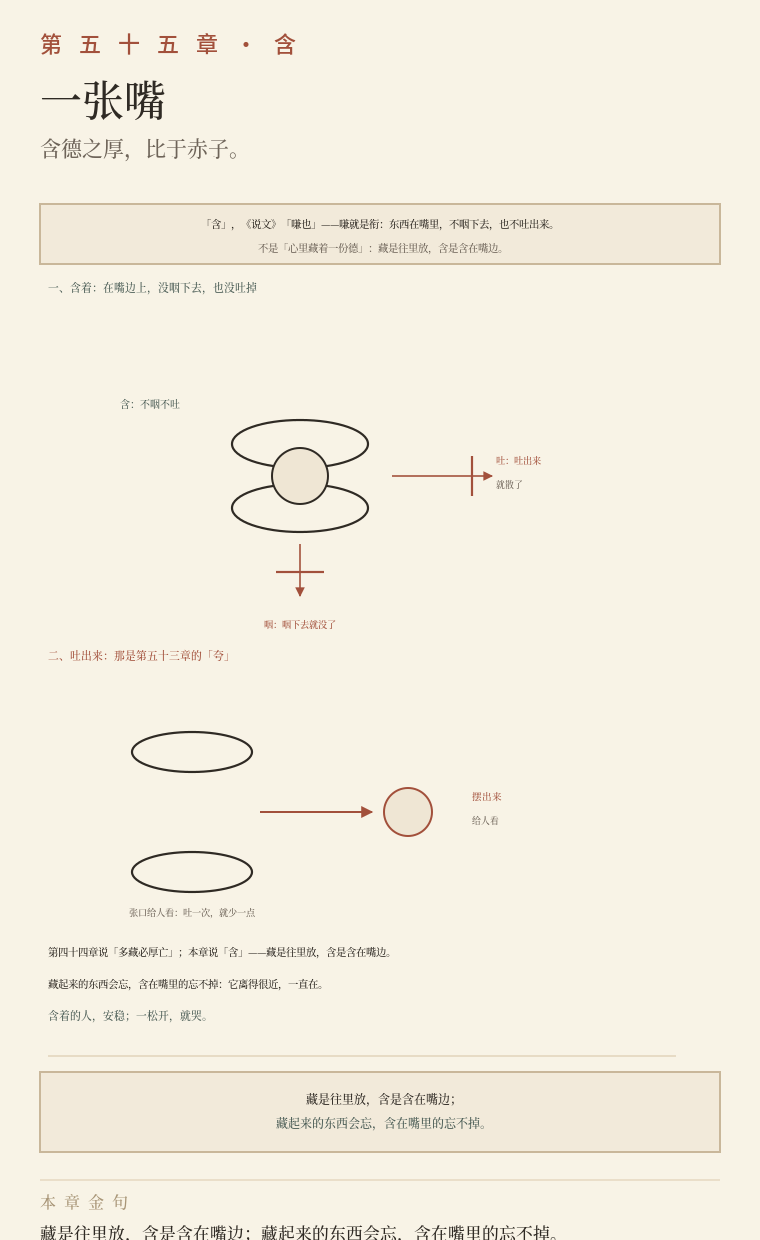 第五十五章·含
一张嘴
含德之厚，比于赤子。
「含」，《说文》「嗛也」——嗛就是衔：东西在嘴里，不咽下去，也不吐出来。
不是「心里藏着一份德」：藏是往里放，含是含在嘴边。
一、含着：在嘴边上，没咽下去，也没吐掉
含：不咽不吐
吐：吐出来
就散了
咽：咽下去就没了
二、吐出来：那是第五十三章的「夸」
摆出来
给人看
张口给人看：吐一次，就少一点
第四十四章说「多藏必厚亡」；本章说「含」——藏是往里放，含是含在嘴边。
藏起来的东西会忘，含在嘴里的忘不掉：它离得很近，一直在。
含着的人，安稳；一松开，就哭。
藏是往里放，含是含在嘴边；
藏起来的东西会忘，含在嘴里的忘不掉。
本章金句
藏是往里放，含是含在嘴边；藏起来的东西会忘，含在嘴里的忘不掉。